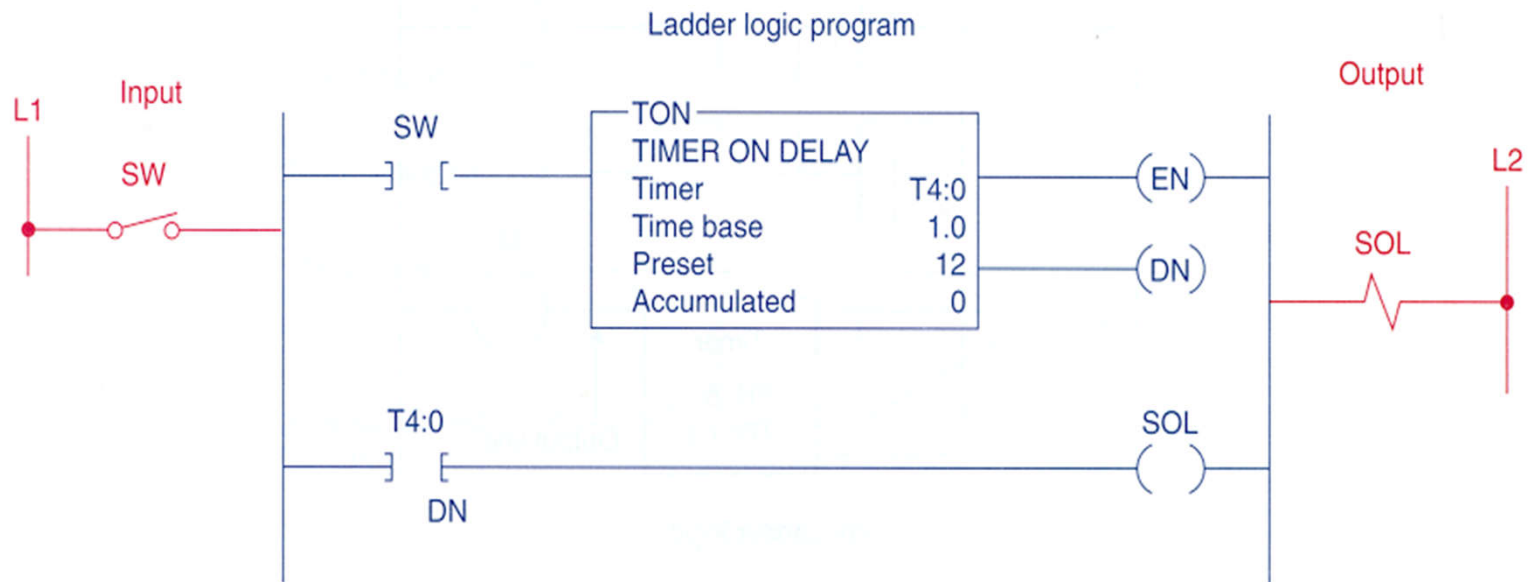 Ladder logic program
Input
Output
L1
SW
SW
TON
TIMER ON DELAY
Timer T4:0
Time base 1.0
Preset 12
Accumulated 0
EN
DN
L2
SOL
T4:0
DN
SOL